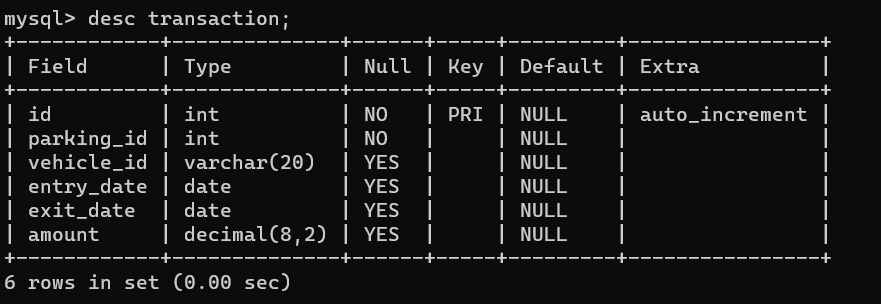 mysql> desc transaction;
+------------+--------------+------+-----+---------+----------------+
| Field      | Type         | Null | Key | Default | Extra          |
+------------+--------------+------+-----+---------+----------------+
| id         | int          | NO   | PRI | NULL    | auto_increment |
| parking_id | int          | NO   |     | NULL    |                |
| vehicle_id | varchar(20)  | YES  |     | NULL    |                |
| entry_date | date         | YES  |     | NULL    |                |
| exit_date  | date         | YES  |     | NULL    |                |
| amount     | decimal(8,2) | YES  |     | NULL    |                |
+------------+--------------+------+-----+---------+----------------+
6 rows in set (0.00 sec)